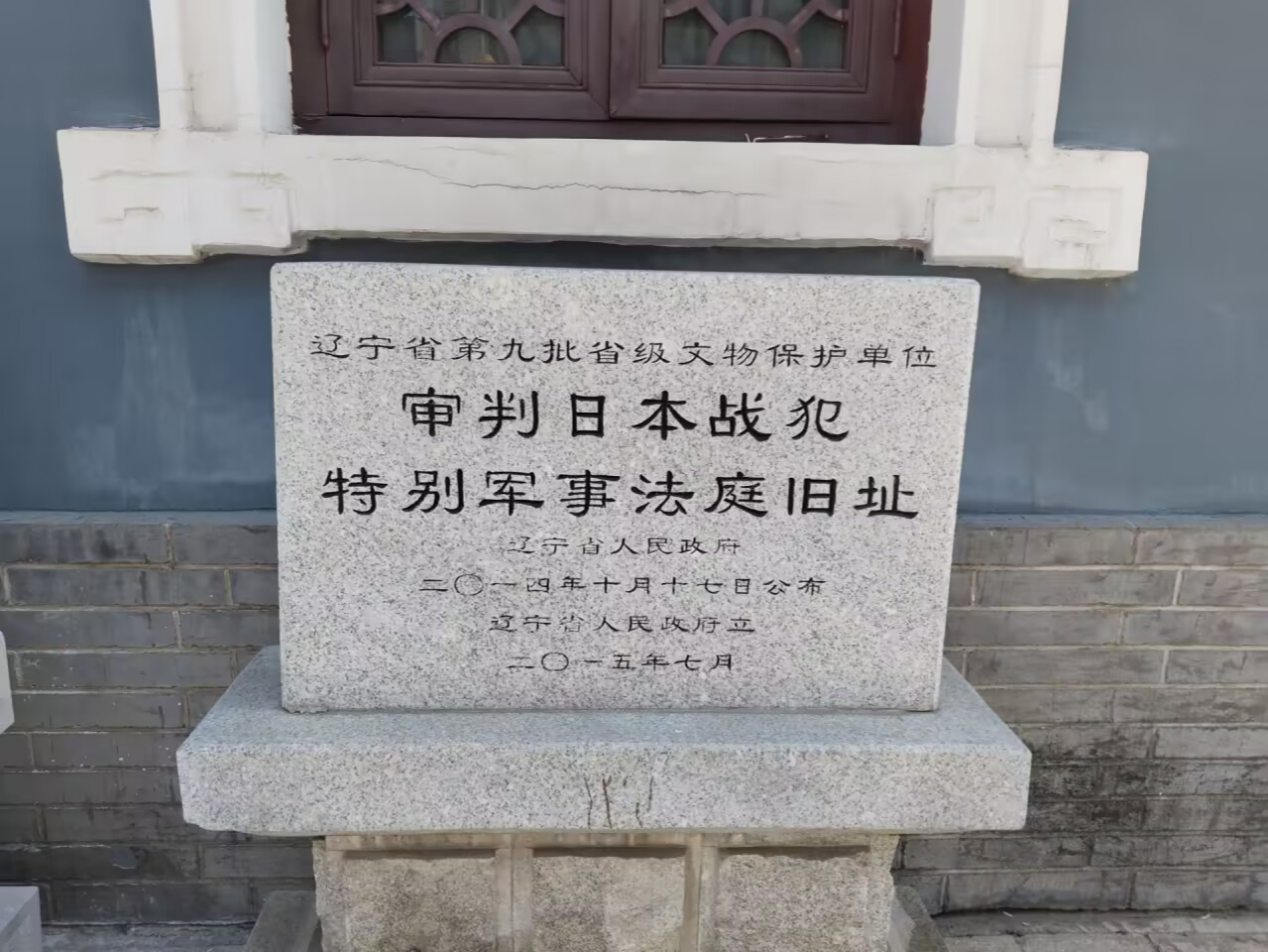 辽宁省第九批省级文物保护单位
审判日本战犯
特别军事法庭旧址
辽宁省人民政府
二〇一四年十月十七日公布
辽宁省人民政府立
二〇一五年七月